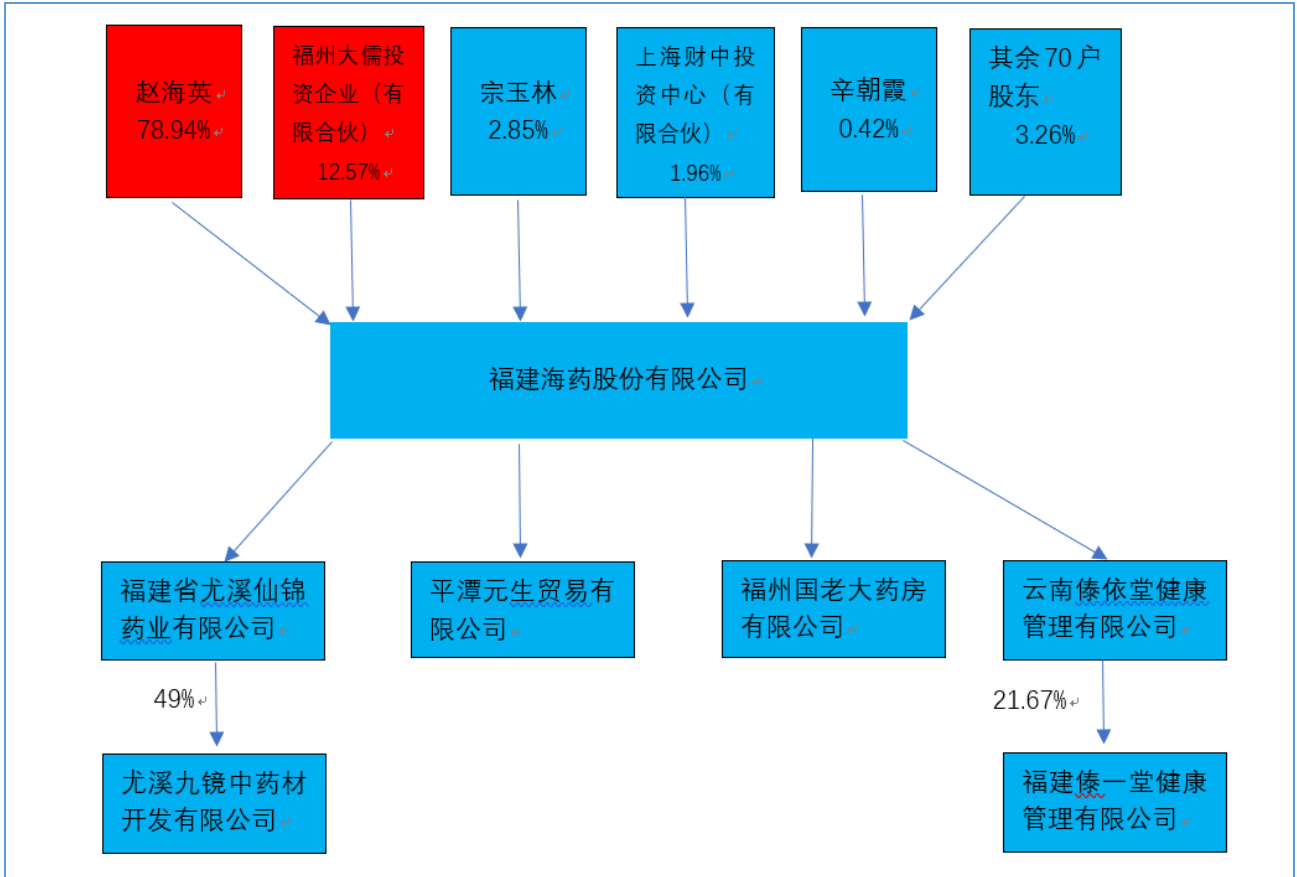 赵海英
78.94%
福州大儒投
资企业（有
限合伙）
12.57%
宗玉林
2.85%
上海财中投
资中心（有
限合伙）
1.96%
辛朝霞
0.42%
其余 70 户
股东
3.26%
福建海药股份有限公司
福建省尤溪仙锦
药业有限公司
平潭元生贸易有
限公司
福州国老大药房
有限公司
云南傣依堂健康
管理有限公司
49%
21.67%
尤溪九镜中药材
开发有限公司
福建傣一堂健康
管理有限公司